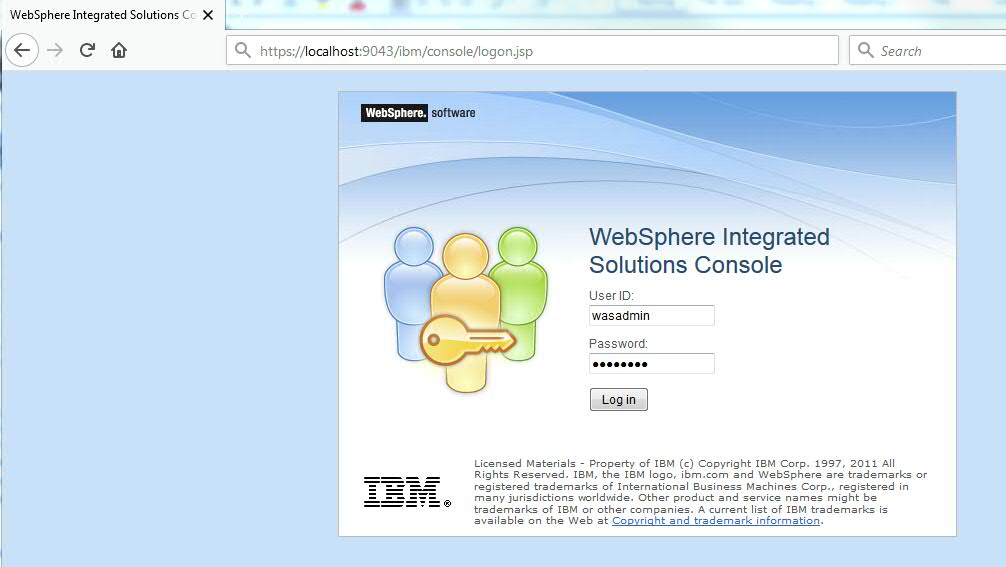 WebSphere Integrated Solutions Co
https://localhost:9043/ibm/console/logon.jsp
Search
WebSphere. software
WebSphere Integrated
Solutions Console
User ID:
wasadmin
Password:
••••••••
Log in
IBM®
Licensed Materials - Property of IBM (c) Copyright IBM Corp. 1997, 2011 All
Rights Reserved. IBM, the IBM logo, ibm.com and WebSphere are trademarks or
registered trademarks of International Business Machines Corp., registered in
many jurisdictions worldwide. Other product and service names might be
trademarks of IBM or other companies. A current list of IBM trademarks is
available on the Web at Copyright and trademark information.